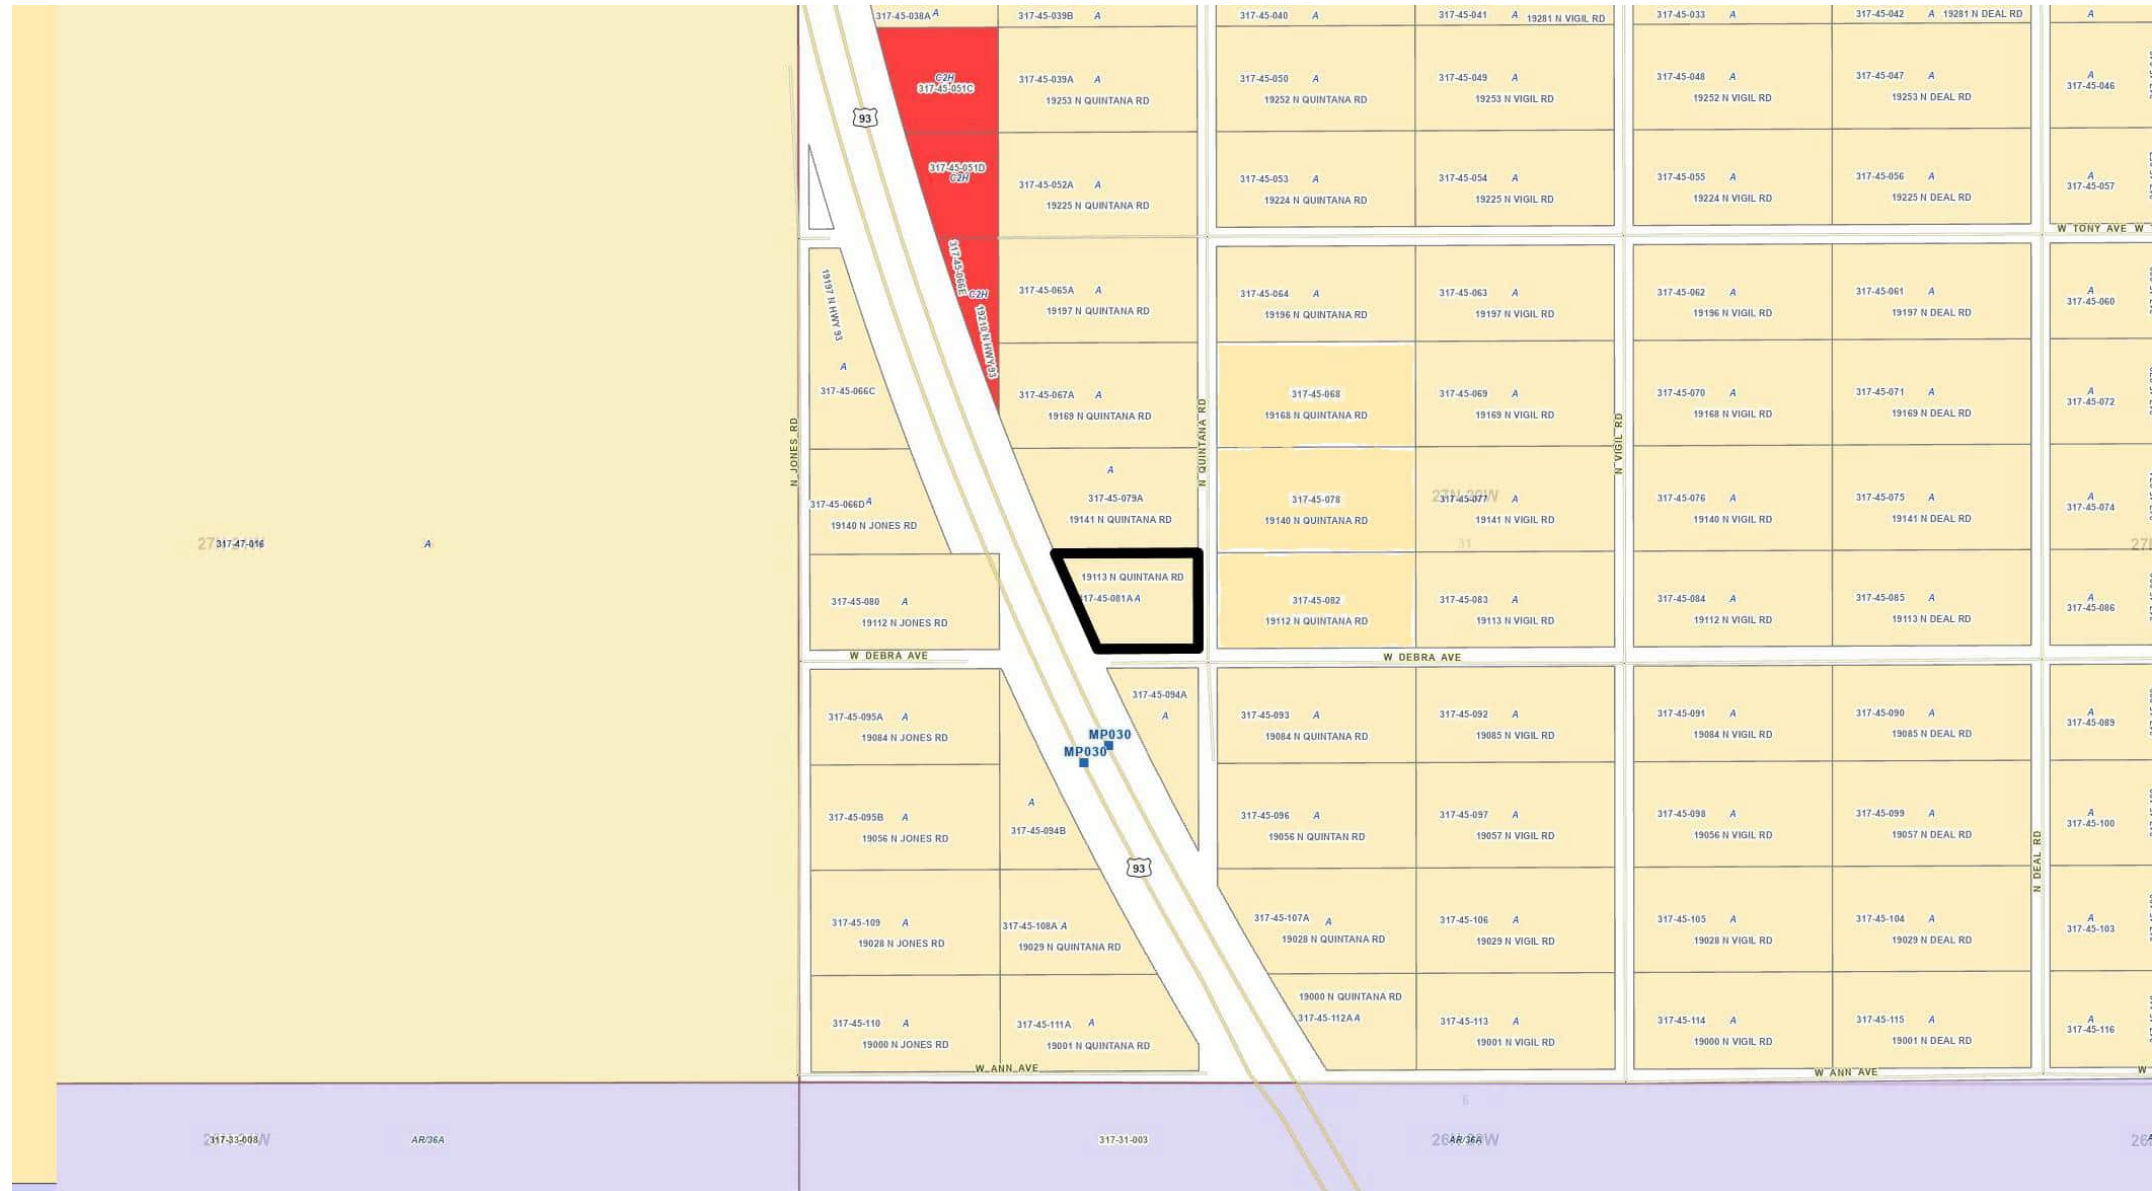 317-45-038A A
317-45-039B A
317-45-040 A
317-45-041 A 19281 N VIGIL RD
317-45-033 A
317-45-042 A 19281 N DEAL RD
A
C2H
317-45-051C
317-45-039A A
19253 N QUINTANA RD
317-45-050 A
19252 N QUINTANA RD
317-45-049 A
19253 N VIGIL RD
317-45-048 A
19252 N VIGIL RD
317-45-047 A
19253 N DEAL RD
A
317-45-046
93
317-45-051D
C2H
317-45-052A A
19225 N QUINTANA RD
317-45-053 A
19224 N QUINTANA RD
317-45-054 A
19225 N VIGIL RD
317-45-055 A
19224 N VIGIL RD
317-45-056 A
19225 N DEAL RD
A
317-45-057
W TONY AVE W
19197 N HWY 93
A
317-45-066C
317-45-066E
C2H
19210 N HWY 93
317-45-065A A
19197 N QUINTANA RD
317-45-064 A
19196 N QUINTANA RD
317-45-063 A
19197 N VIGIL RD
317-45-062 A
19196 N VIGIL RD
317-45-061 A
19197 N DEAL RD
A
317-45-060
317-45-067A A
19169 N QUINTANA RD
317-45-068
19168 N QUINTANA RD
317-45-069 A
19169 N VIGIL RD
317-45-070 A
19168 N VIGIL RD
317-45-071 A
19169 N DEAL RD
A
317-45-072
N JONES RD
N QUINTANA RD
N VIGIL RD
317-47-016 A
317-45-066D A
19140 N JONES RD
A
317-45-079A
19141 N QUINTANA RD
317-45-078
19140 N QUINTANA RD
317-45-077 A
19141 N VIGIL RD
31
317-45-076 A
19140 N VIGIL RD
317-45-075 A
19141 N DEAL RD
A
317-45-074
317-45-080 A
19112 N JONES RD
19113 N QUINTANA RD
17-45-081A A
317-45-082
19112 N QUINTANA RD
317-45-083 A
19113 N VIGIL RD
317-45-084 A
19112 N VIGIL RD
317-45-085 A
19113 N DEAL RD
A
317-45-086
W DEBRA AVE
W DEBRA AVE
317-45-095A A
19084 N JONES RD
317-45-094A
A
MP030
MP030
317-45-093 A
19084 N QUINTANA RD
317-45-092 A
19085 N VIGIL RD
317-45-091 A
19084 N VIGIL RD
317-45-090 A
19085 N DEAL RD
A
317-45-089
317-45-095B A
19056 N JONES RD
A
317-45-094B
317-45-096 A
19056 N QUINTAN RD
317-45-097 A
19057 N VIGIL RD
317-45-098 A
19056 N VIGIL RD
317-45-099 A
19057 N DEAL RD
A
317-45-100
93
N DEAL RD
317-45-109 A
19028 N JONES RD
317-45-108A A
19029 N QUINTANA RD
317-45-107A A
19028 N QUINTANA RD
317-45-106 A
19029 N VIGIL RD
317-45-105 A
19028 N VIGIL RD
317-45-104 A
19029 N DEAL RD
A
317-45-103
317-45-110 A
19000 N JONES RD
317-45-111A A
19001 N QUINTANA RD
19000 N QUINTANA RD
317-45-112A A
317-45-113 A
19001 N VIGIL RD
317-45-114 A
19000 N VIGIL RD
317-45-115 A
19001 N DEAL RD
A
317-45-116
W ANN AVE
W ANN AVE
W
6
317-33-008 AR/36A
317-31-003
AR/36A